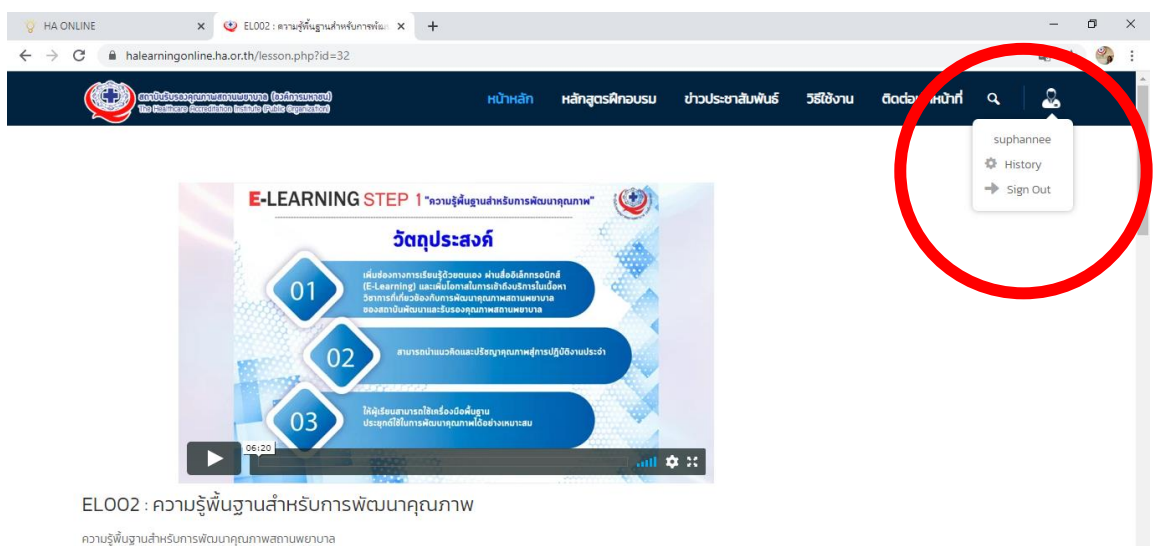 HA ONLINE
EL002 : ความรู้พื้นฐานสำหรับการพัฒ
halearningonline.ha.or.th/lesson.php?id=32
สถาบันรับรองคุณภาพสถานพยาบาล (องค์การมหาชน)
The Healthcare Accreditation Institute (Public Organization)
หน้าหลัก หลักสูตรฝึกอบรม ข่าวประชาสัมพันธ์ วิธีใช้งาน ติดต่อ หน้าที่
suphannee
History
Sign Out
E-LEARNING STEP 1 "ความรู้พื้นฐานสำหรับการพัฒนาคุณภาพ"
วัตถุประสงค์
01
เพิ่มช่องทางการเรียนรู้ด้วยตนเอง ผ่านสื่ออิเล็กทรอนิกส์
(E-Learning) และเพิ่มโอกาสในการเข้าถึงบริการในเนื้อหา
วิชาการที่เกี่ยวข้องกับการพัฒนาคุณภาพสถานพยาบาล
ของสถาบันพัฒนาและรับรองคุณภาพสถานพยาบาล
02
สามารถนำแนวคิดและปรัชญาคุณภาพสู่การปฏิบัติงานประจำ
03
ให้ผู้เรียนสามารถใช้เครื่องมือพื้นฐาน
ประยุกต์ใช้ในการพัฒนาคุณภาพได้อย่างเหมาะสม
06:20
EL002 : ความรู้พื้นฐานสำหรับการพัฒนาคุณภาพ
ความรู้พื้นฐานสำหรับการพัฒนาคุณภาพสถานพยาบาล